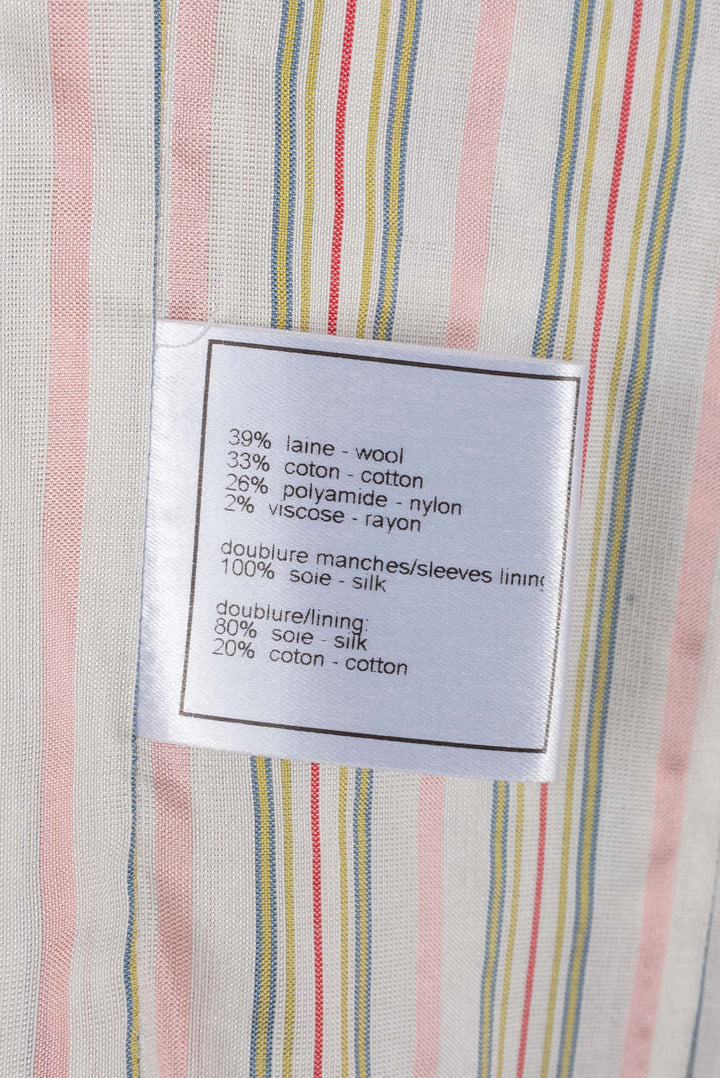 39% laine - wool
33% coton - cotton
26% polyamide - nylon
2% viscose - rayon
doublure manches/sleeves lining
100% soie - silk
doublure/lining:
80% soie - silk
20% coton - cotton